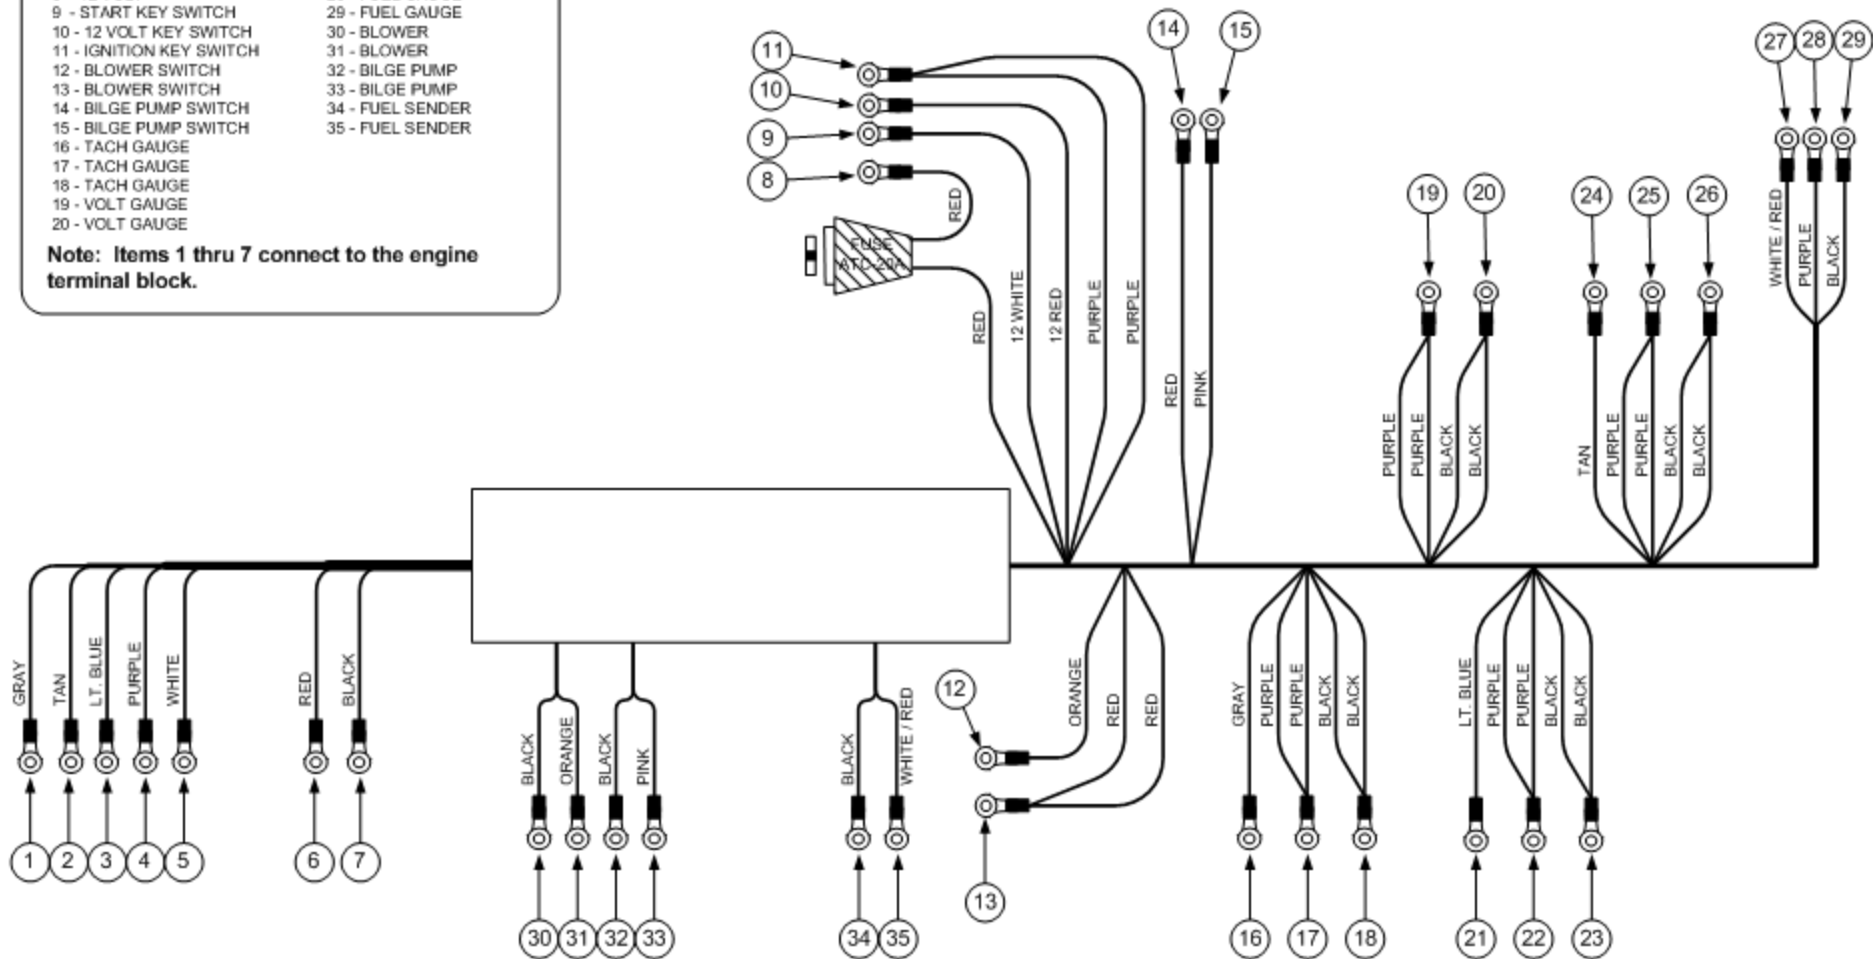 9 - START KEY SWITCH
10 - 12 VOLT KEY SWITCH
11 - IGNITION KEY SWITCH
12 - BLOWER SWITCH
13 - BLOWER SWITCH
14 - BILGE PUMP SWITCH
15 - BILGE PUMP SWITCH
16 - TACH GAUGE
17 - TACH GAUGE
18 - TACH GAUGE
19 - VOLT GAUGE
20 - VOLT GAUGE
29 - FUEL GAUGE
30 - BLOWER
31 - BLOWER
32 - BILGE PUMP
33 - BILGE PUMP
34 - FUEL SENDER
35 - FUEL SENDER
Note: Items 1 thru 7 connect to the engine
terminal block.
11
10
9
8
RED
FUSE
ATC-20A
RED
12 WHITE
12 RED
PURPLE
PURPLE
14
15
RED
PINK
19
20
PURPLE
PURPLE
BLACK
BLACK
24
25
26
TAN
PURPLE
PURPLE
BLACK
BLACK
27
28
29
WHITE / RED
PURPLE
BLACK
GRAY
TAN
LT. BLUE
PURPLE
WHITE
RED
BLACK
1
2
3
4
5
6
7
BLACK
ORANGE
BLACK
PINK
30
31
32
33
BLACK
WHITE / RED
34
35
12
13
ORANGE
RED
RED
GRAY
PURPLE
PURPLE
BLACK
BLACK
16
17
18
LT. BLUE
PURPLE
PURPLE
BLACK
BLACK
21
22
23